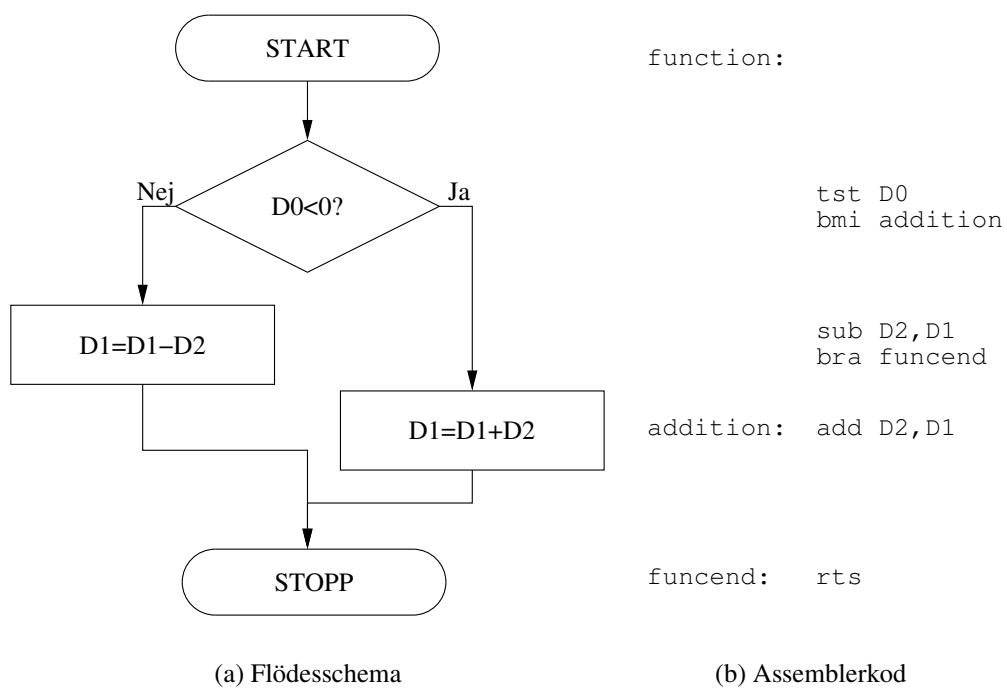 START
function:
Nej
Ja
D0<0?
tst D0
bmi addition
D1=D1−D2
sub D2,D1
bra funcend
D1=D1+D2
addition: add D2,D1
STOPP
funcend: rts
(a) Flödesschema
(b) Assemblerkod